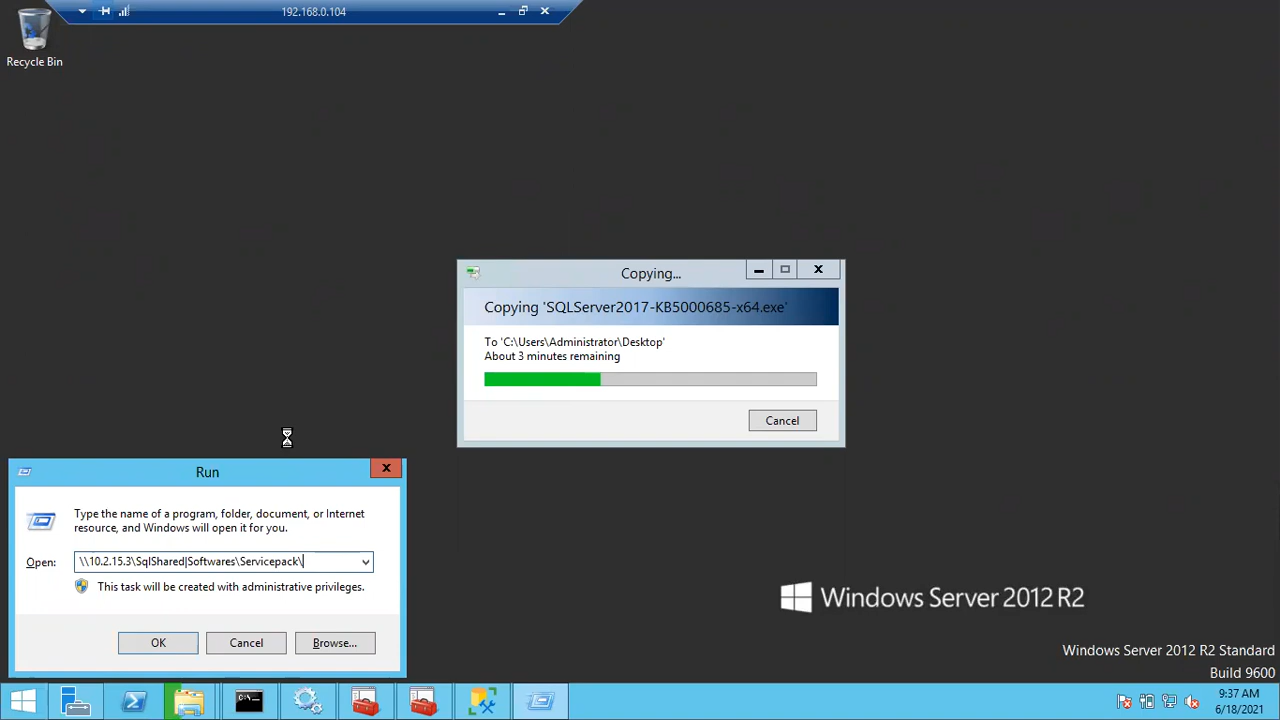 192.168.0.104
Recycle Bin
Copying...
Copying 'SQLServer2017-KB5000685-x64.exe'
To 'C:\Users\Administrator\Desktop'
About 3 minutes remaining
Cancel
Run
Type the name of a program, folder, document, or Internet
resource, and Windows will open it for you.
Open: \\10.2.15.3\SqlShared|Softwares\Servicepack\
This task will be created with administrative privileges.
OK Cancel Browse...
Windows Server 2012 R2
Windows Server 2012 R2 Standard
Build 9600
9:37 AM
6/18/2021